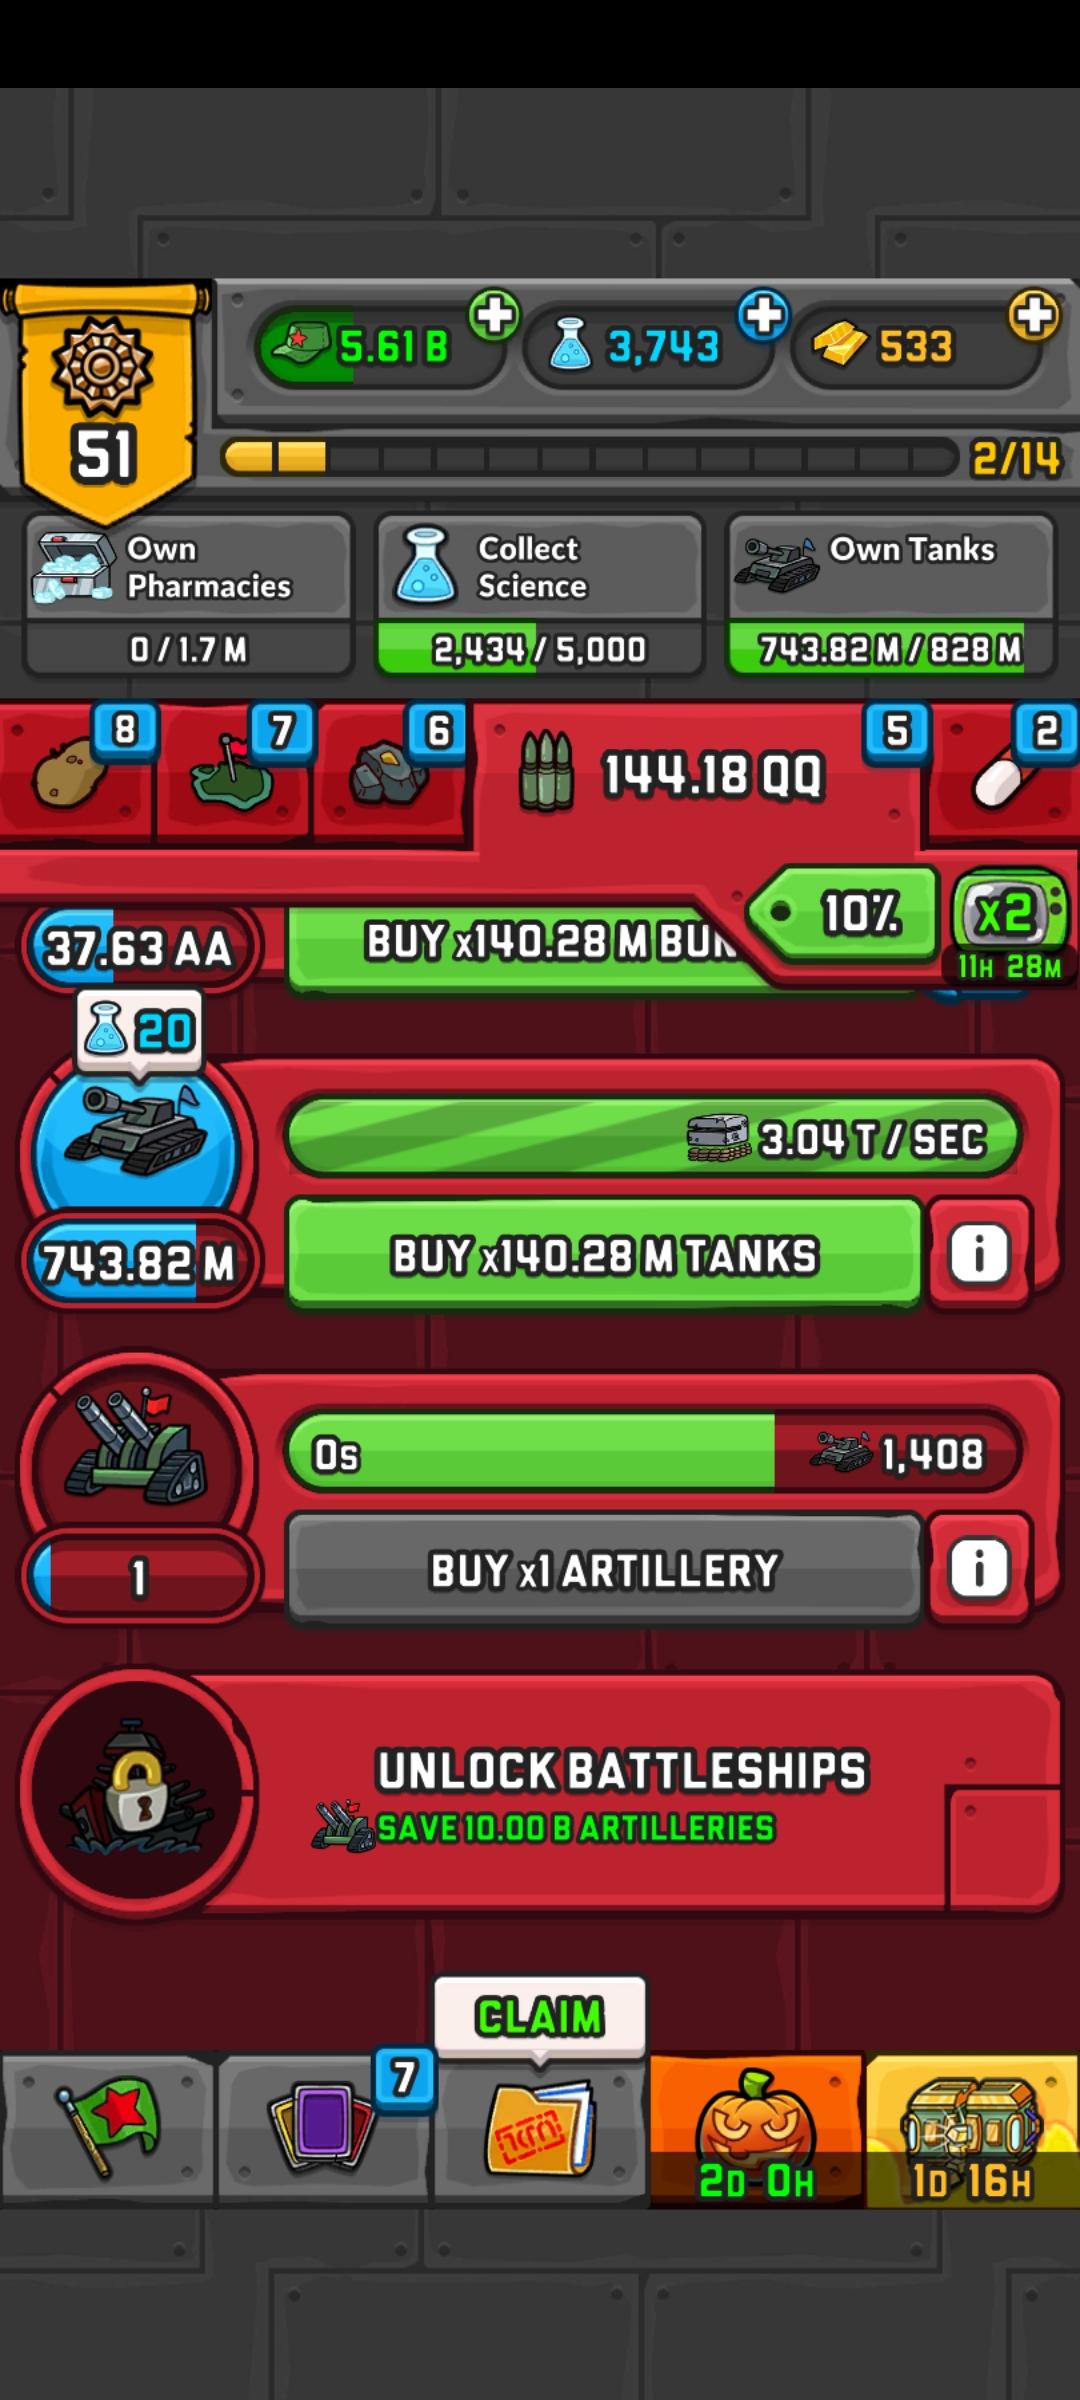 5.61 B
3,743
533
51
2/14
Own
Pharmacies
0 / 1.7 M
Collect
Science
2,434 / 5,000
Own Tanks
743.82 M / 828 M
8
7
6
144.18 QQ
5
2
10%
x2
11H 28M
37.63 AA
BUY x140.28 M BUN
20
3.04 T / SEC
743.82 M
BUY x140.28 M TANKS
i
0s
1,408
1
BUY x1 ARTILLERY
i
UNLOCK BATTLESHIPS
SAVE 10.00 B ARTILLERIES
CLAIM
7
2D 0H
1D 16H